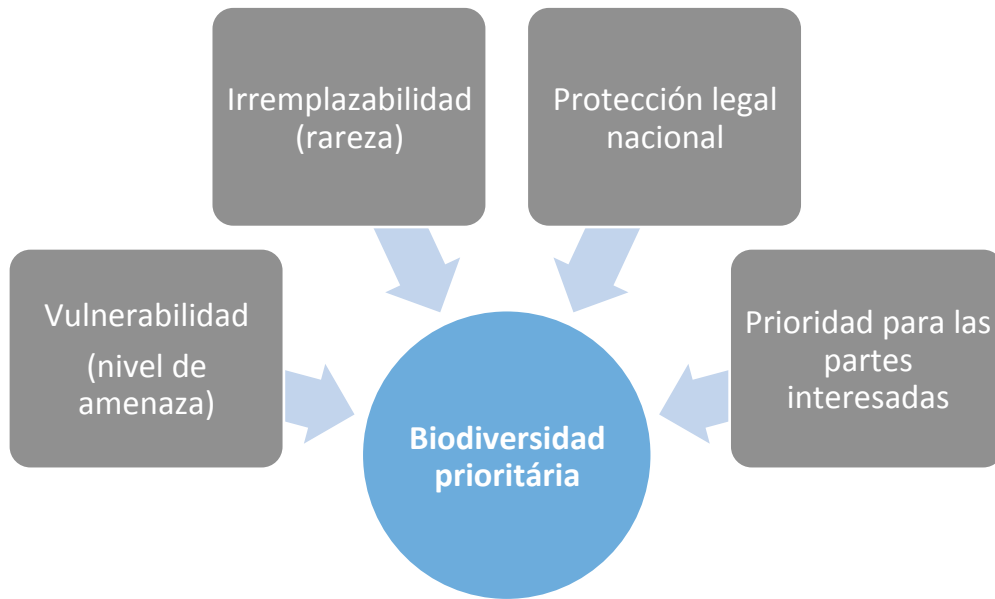 Irremplazabilidad
(rareza)
Protección legal
nacional
Vulnerabilidad
(nivel de
amenaza)
Prioridad para las
partes
interesadas
Biodiversidad
prioritária